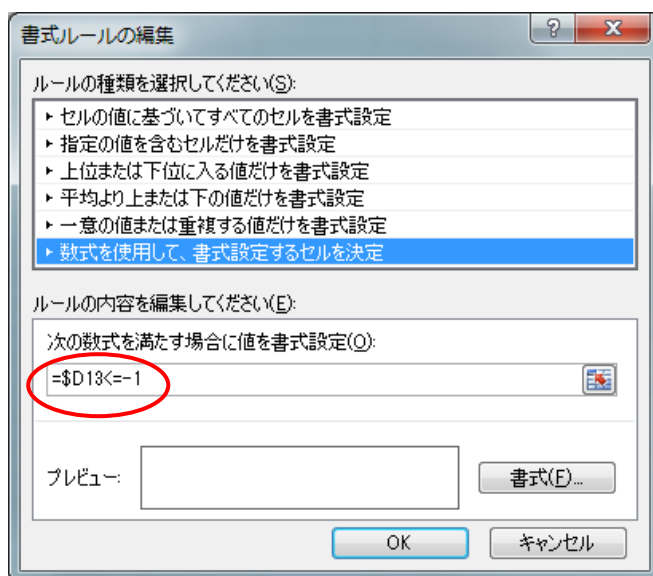 書式ルールの編集
ルールの種類を選択してください(S):
► セルの値に基づいてすべてのセルを書式設定
► 指定の値を含むセルだけを書式設定
► 上位または下位に入る値だけを書式設定
► 平均より上または下の値だけを書式設定
► 一意の値または重複する値だけを書式設定
► 数式を使用して、書式設定するセルを決定
ルールの内容を編集してください(E):
次の数式を満たす場合に値を書式設定(O):
=$D13<=-1
プレビュー:
書式(F)...
OK
キャンセル